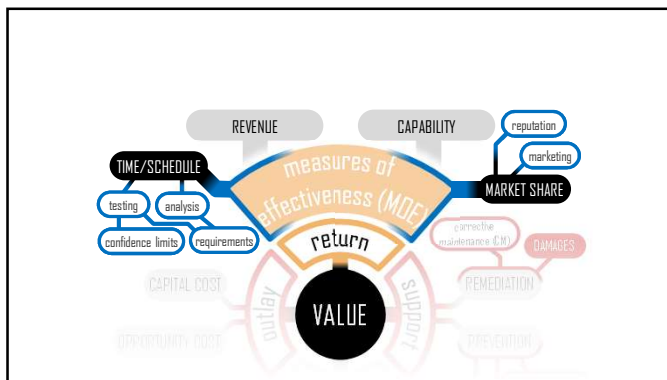 REVENUE
CAPABILITY
reputation
marketing
TIME/SCHEDULE
MARKET SHARE
measures of
effectiveness (MOE)
testing
analysis
confidence limits
requirements
return
corrective
maintenance (CM)
DAMAGES
REMEDIATION
CAPITAL COST
outlay
VALUE
support
OPPORTUNITY COST
PREVENTION